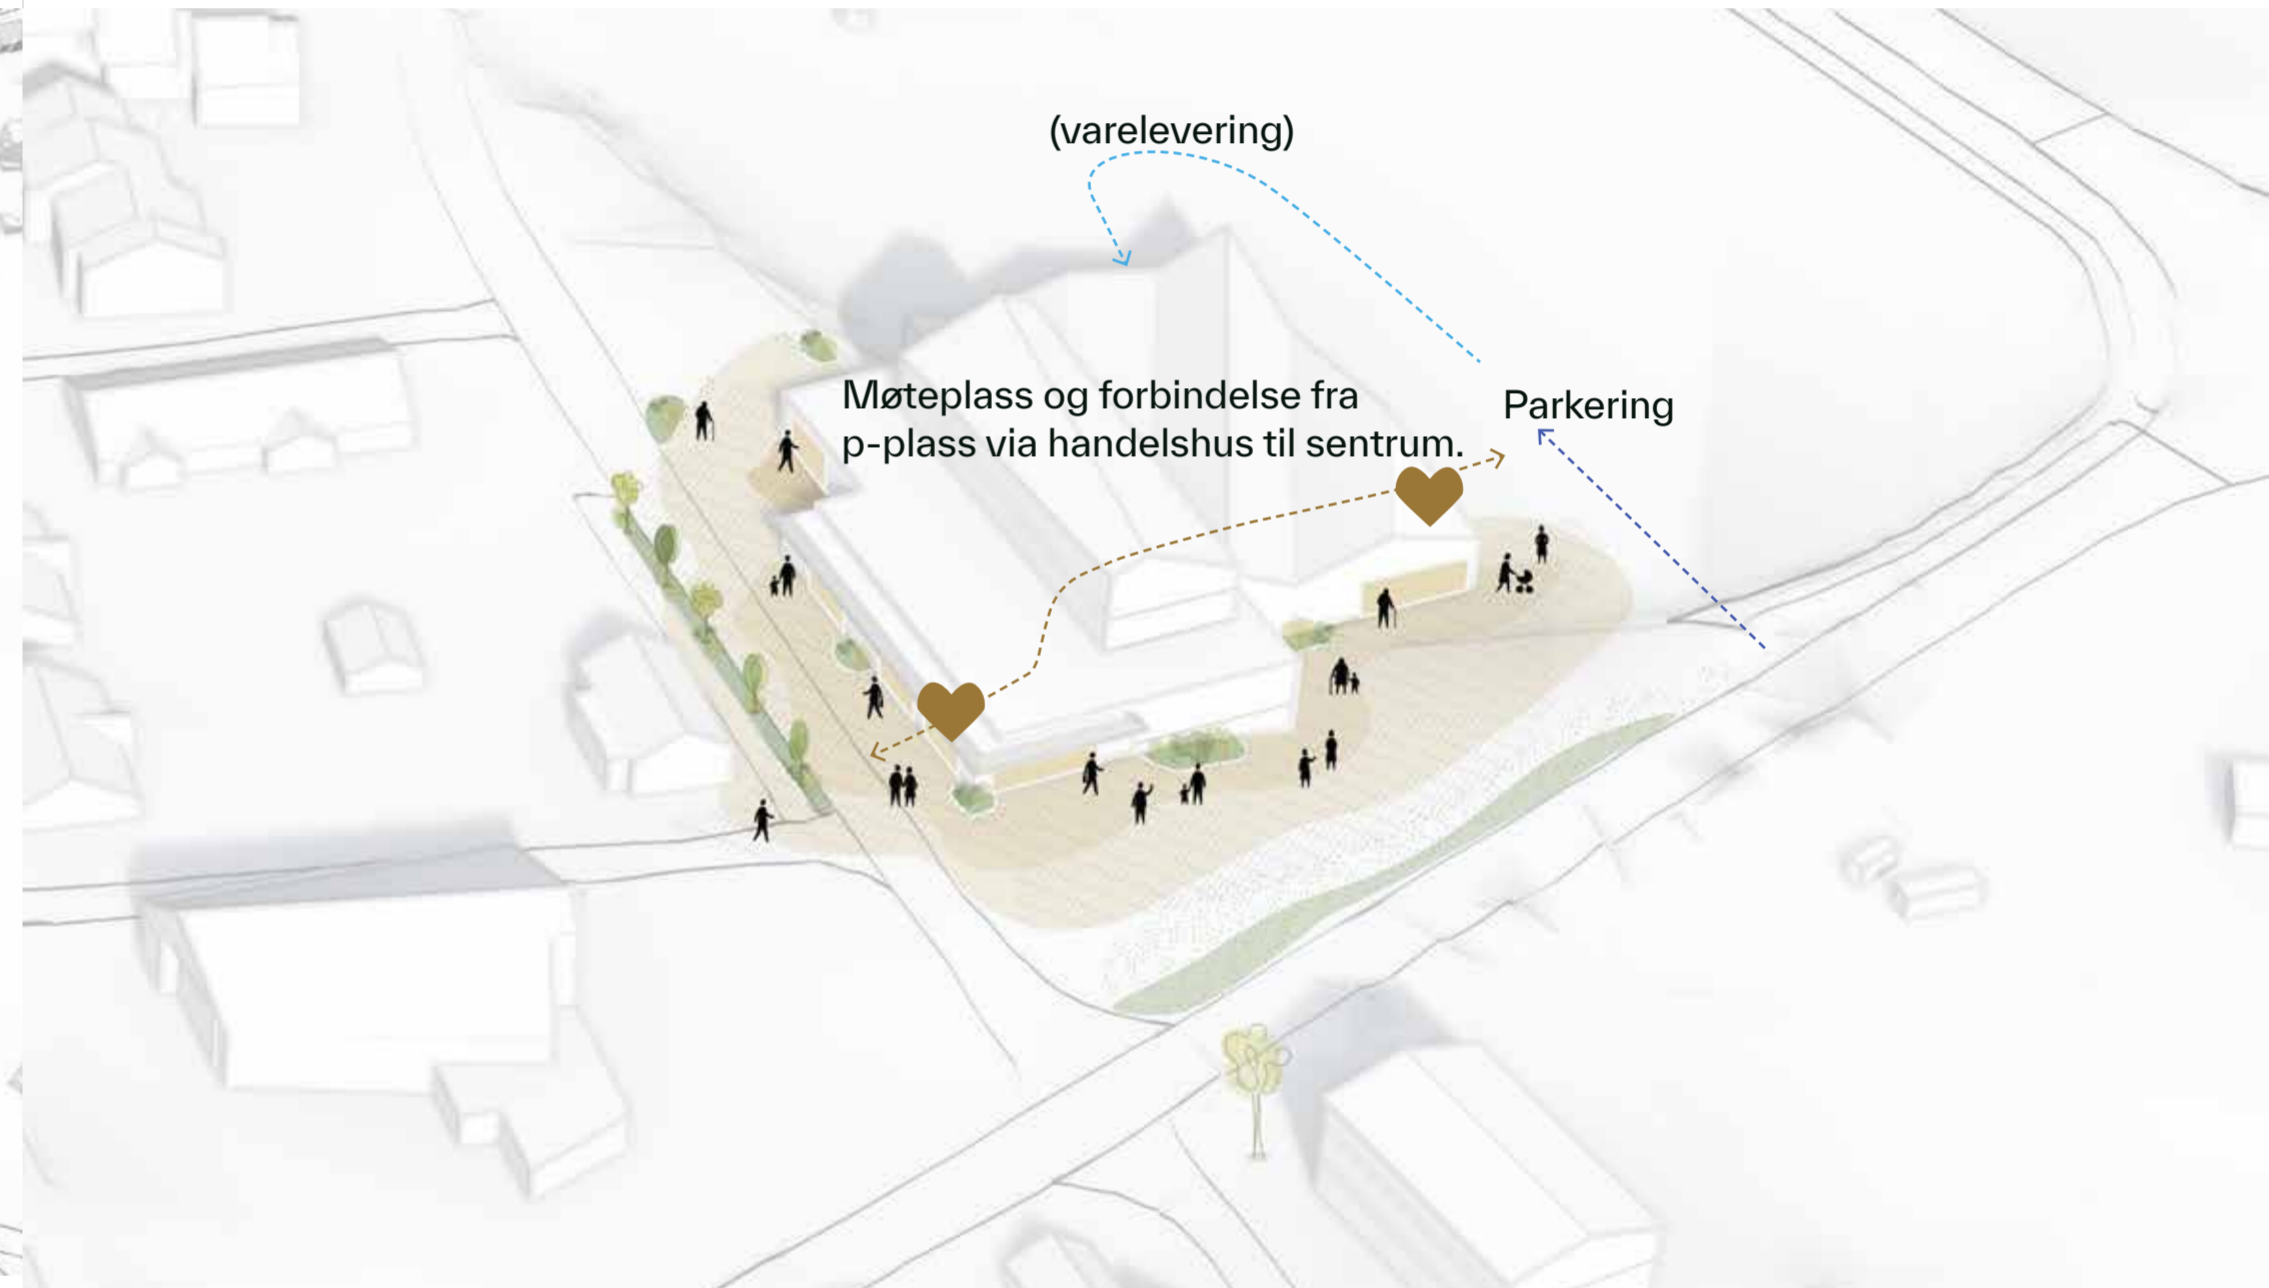 (varelevering)
Møteplass og forbindelse fra
p-plass via handelshus til sentrum.
Parkering